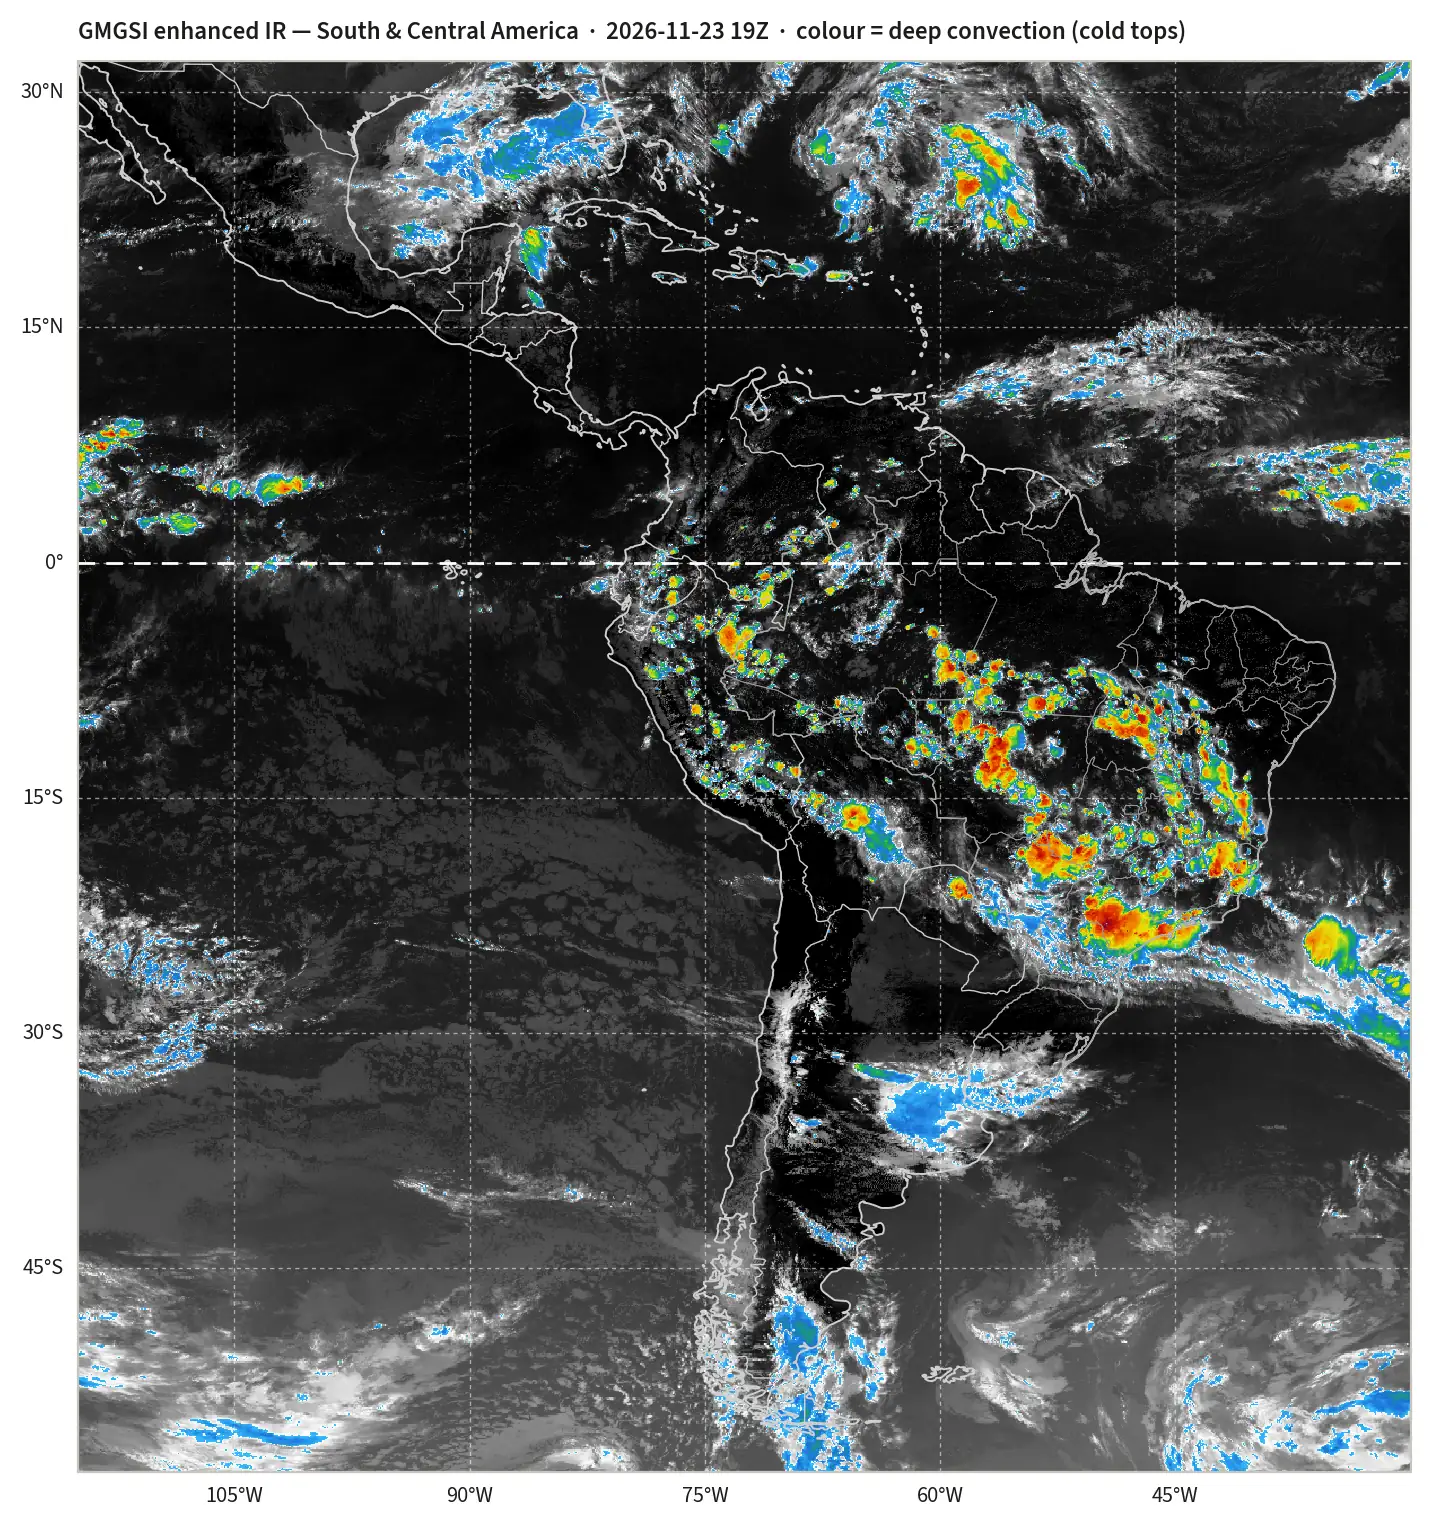 GMGSI enhanced IR — South & Central America · 2026-11-23 19Z · colour = deep convection (cold tops)
30°N
15°N
0°
15°S
30°S
45°S
105°W 90°W 75°W 60°W 45°W